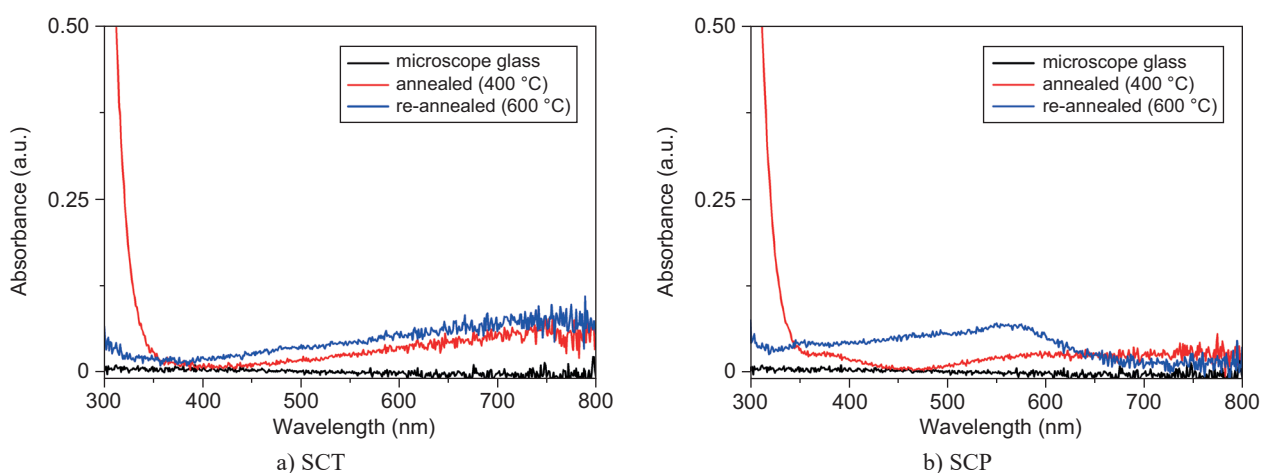 0.50
microscope glass
annealed (400 °C)
re-annealed (600 °C)
Absorbance (a.u.)
0.25
0
300 400 500 600 700 800
Wavelength (nm)
a) SCT
0.50
microscope glass
annealed (400 °C)
re-annealed (600 °C)
Absorbance (a.u.)
0.25
0
300 400 500 600 700 800
Wavelength (nm)
b) SCP